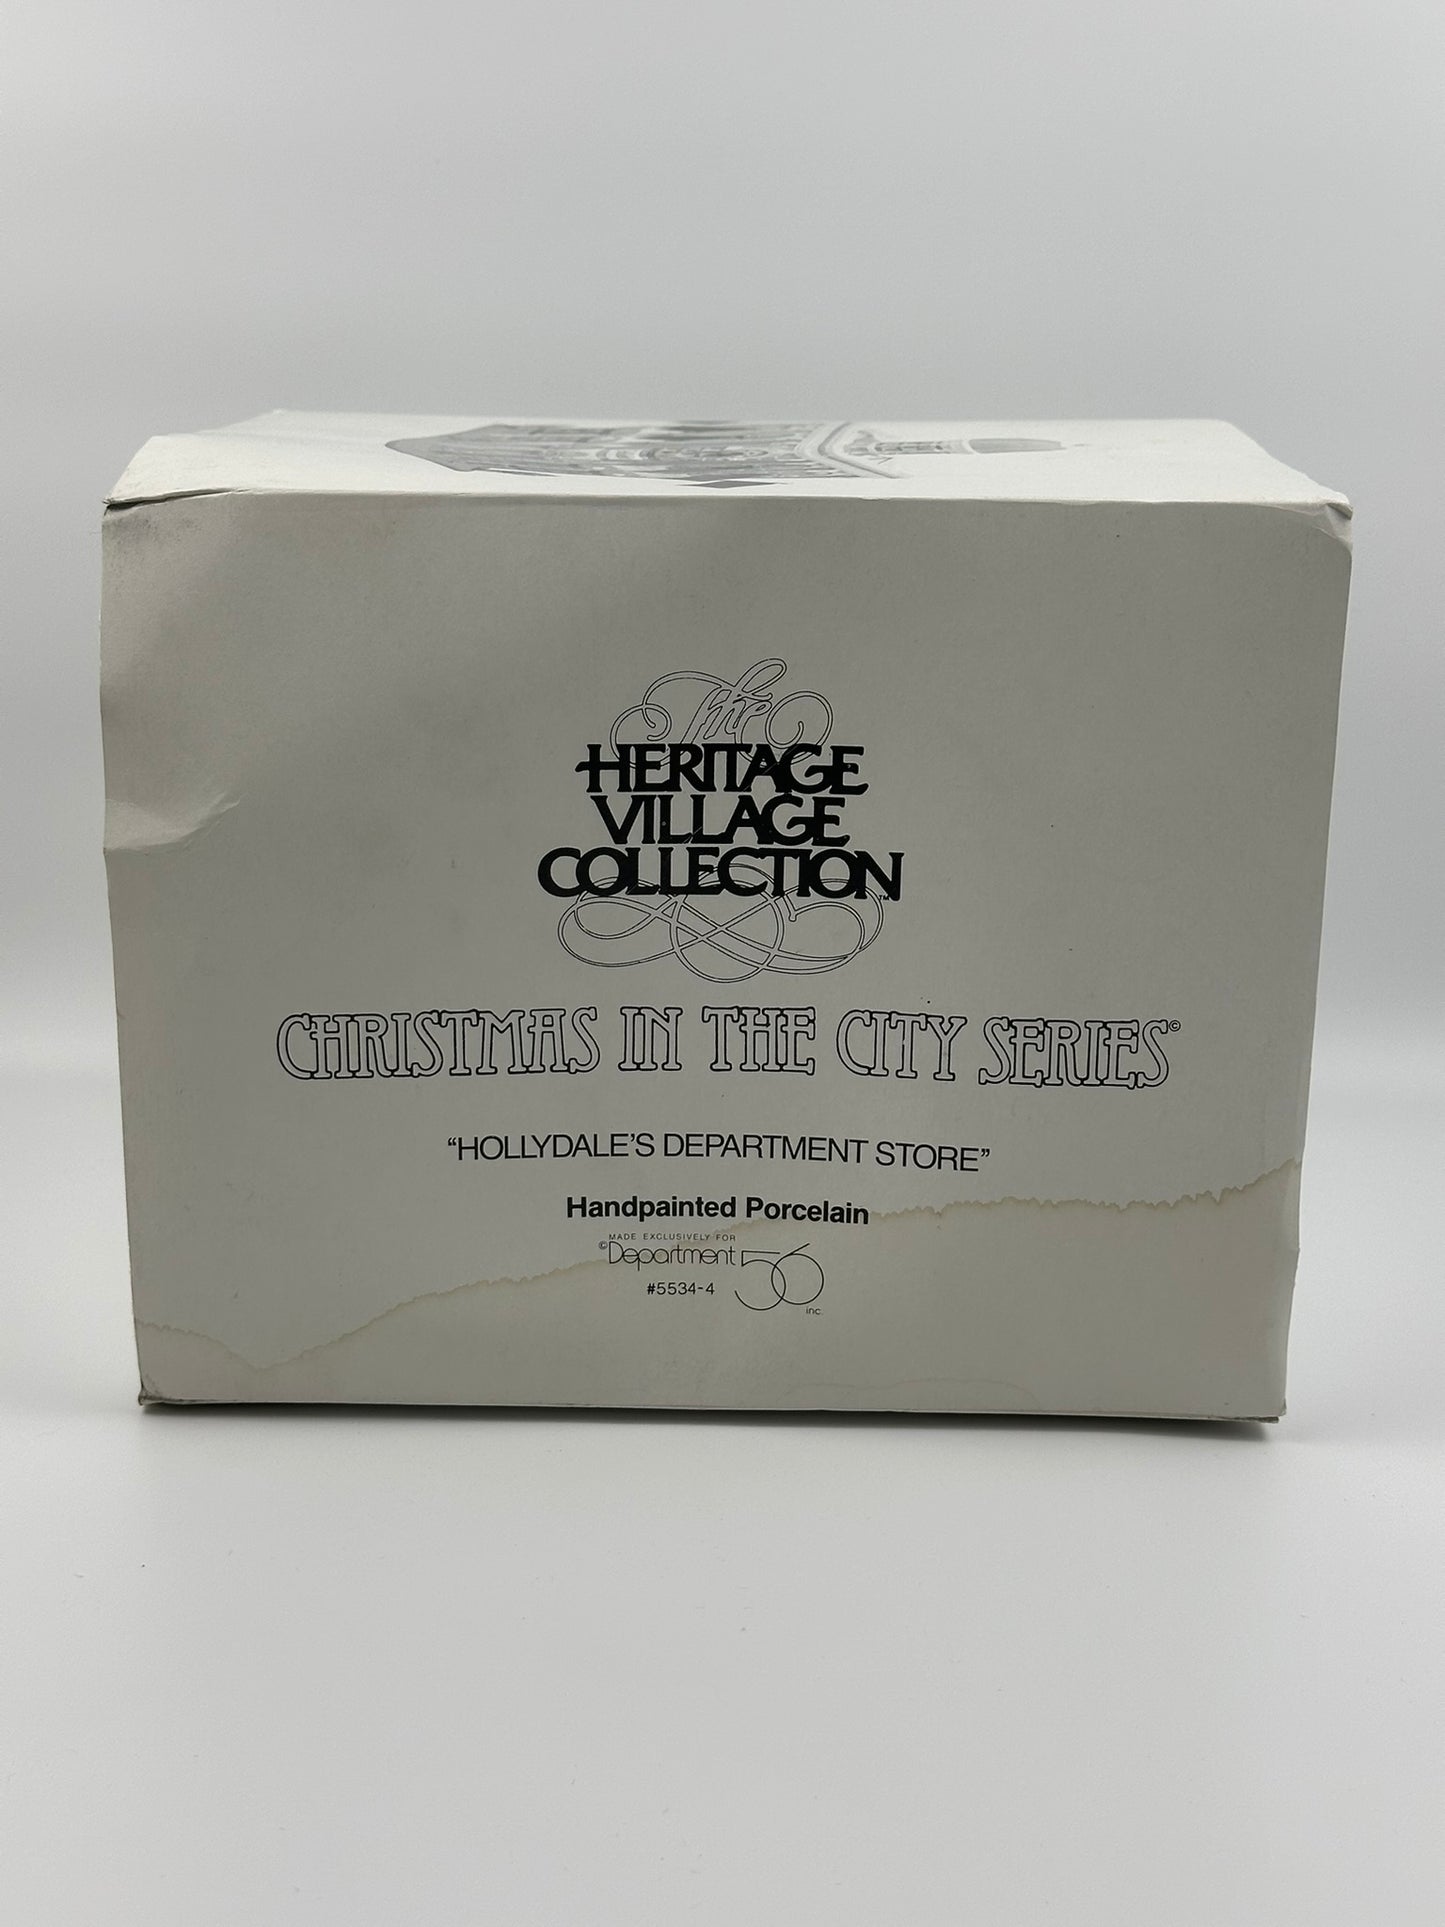 The
HERITAGE
VILLAGE
COLLECTION™
CHRISTMAS IN THE CITY SERIES©
“HOLLYDALE’S DEPARTMENT STORE”
Handpainted Porcelain
MADE EXCLUSIVELY FOR
©Department 56
#5534-4
inc.